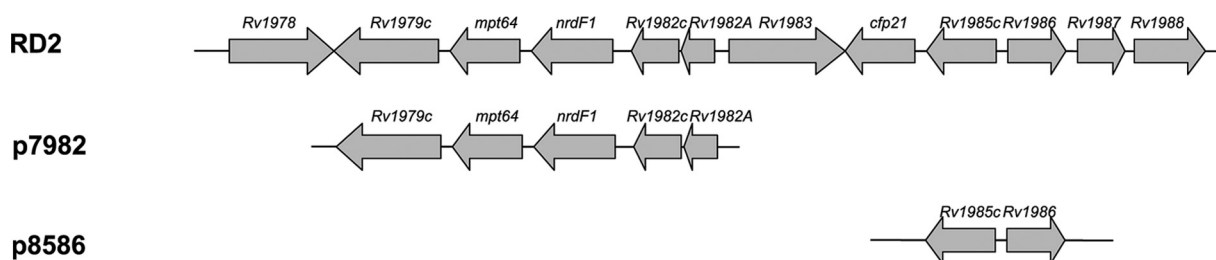 Rv1978 Rv1979c mpt64 nrdF1 Rv1982c Rv1982A Rv1983 cfp21 Rv1985c Rv1986 Rv1987 Rv1988
RD2
Rv1979c mpt64 nrdF1 Rv1982c Rv1982A
p7982
Rv1985c Rv1986
p8586